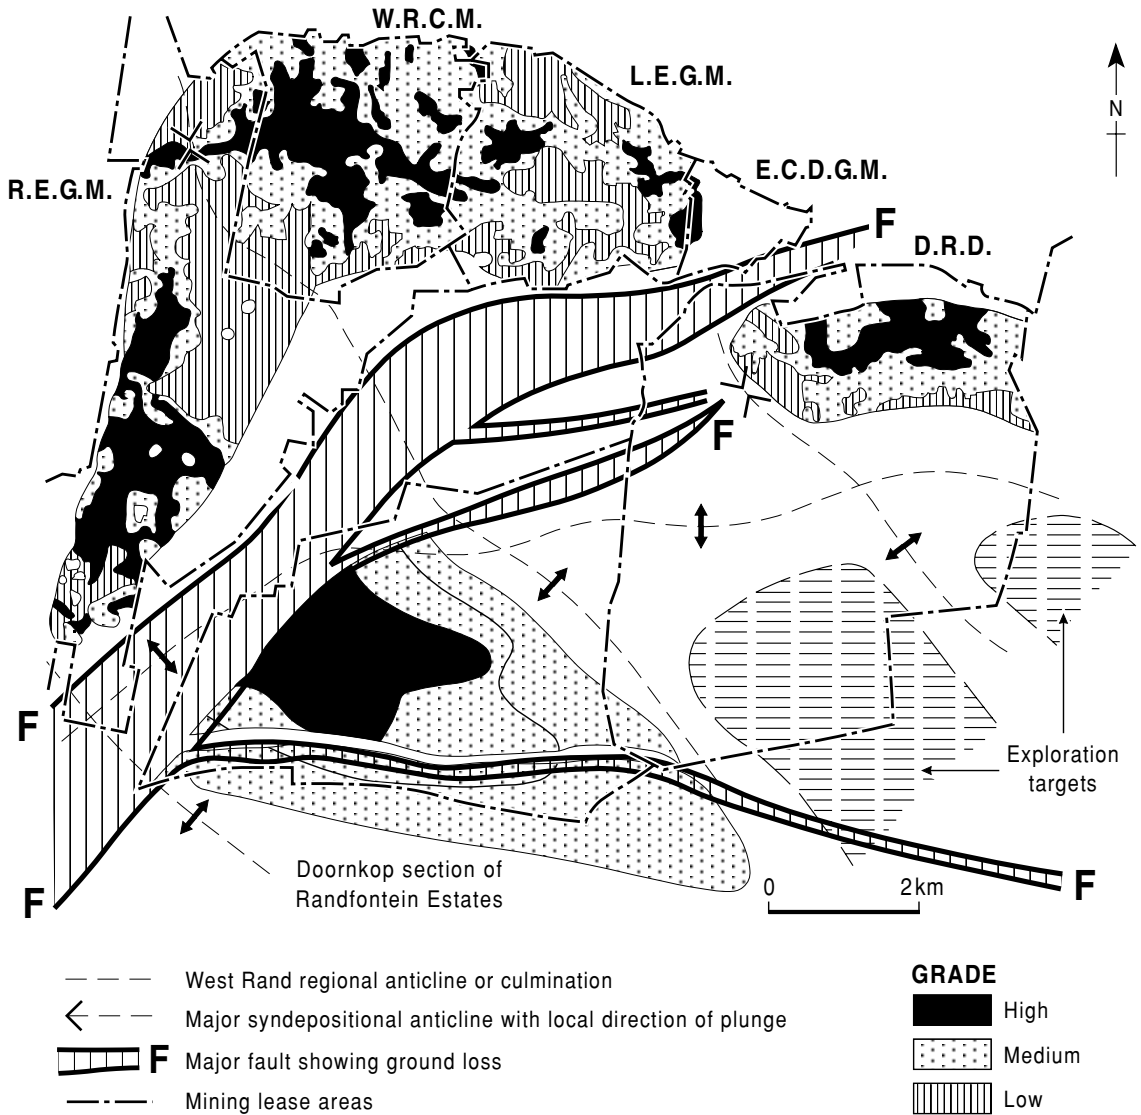 W.R.C.M.
L.E.G.M.
N
R.E.G.M.
E.C.D.G.M.
F
D.R.D.
F
Exploration
targets
F
Doornkop section of
Randfontein Estates
0 2km
F
F
West Rand regional anticline or culmination
Major syndepositional anticline with local direction of plunge
F Major fault showing ground loss
Mining lease areas
GRADE
High
Medium
Low